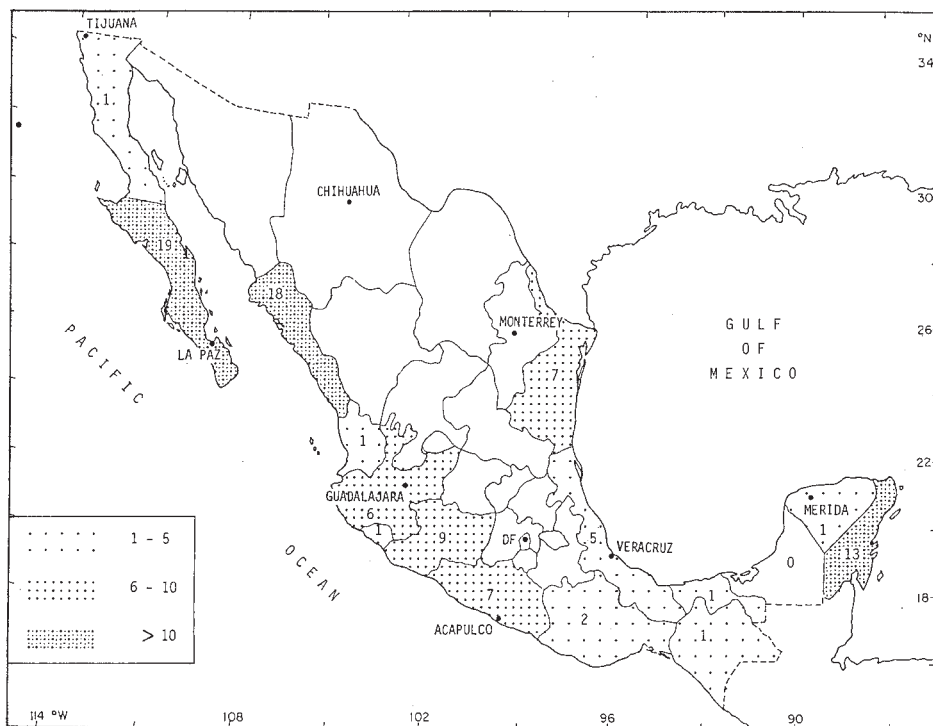 TIJUANA
°N
34
1
CHIHUAHUA
30
19
1
18
MONTERREY
GULF
OF
MEXICO
26
LA PAZ
PACIFIC
7
1
22
GUADALAJARA
MERIDA
6
1
1 - 5
1
9
DF
5
VERACRUZ
0
13
OCEAN
6 - 10
7
1
18
> 10
ACAPULCO
2
1
114 °W
108
102
96
90